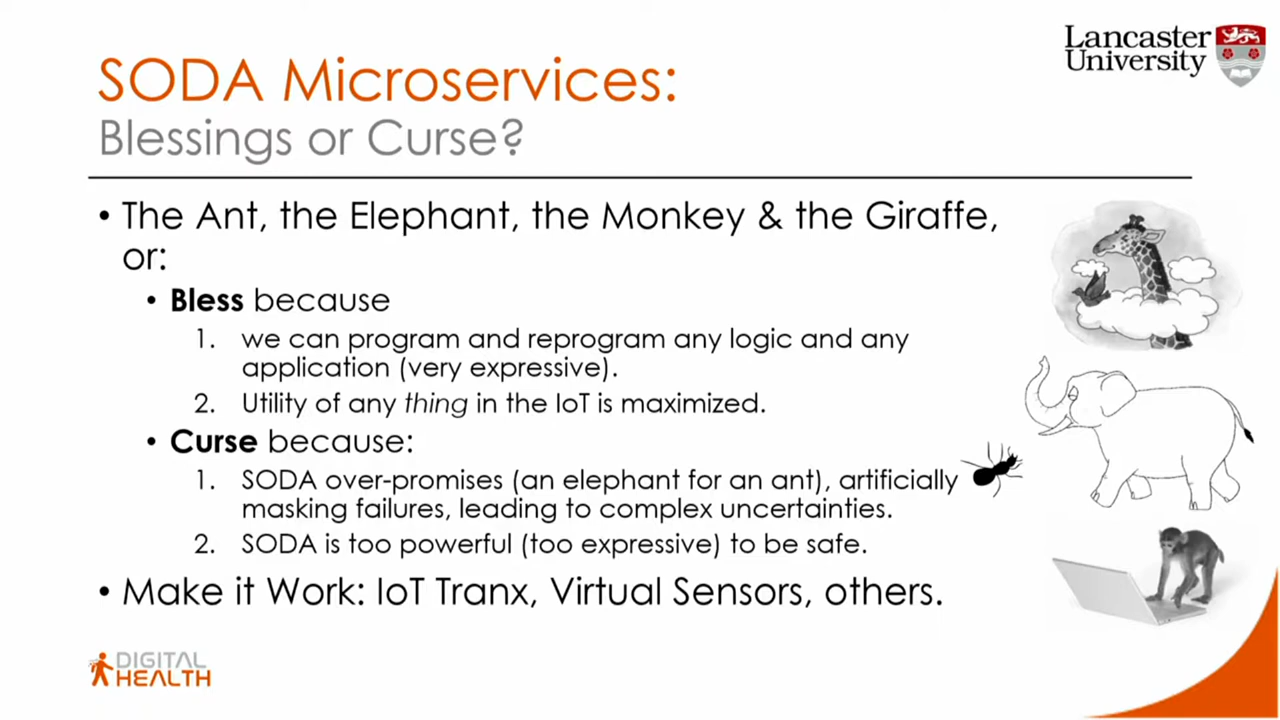 Lancaster
University
SODA Microservices:
Blessings or Curse?
• The Ant, the Elephant, the Monkey & the Giraffe,
or:
• Bless because
1. we can program and reprogram any logic and any
application (very expressive).
2. Utility of any thing in the IoT is maximized.
• Curse because:
1. SODA over-promises (an elephant for an ant), artificially
masking failures, leading to complex uncertainties.
2. SODA is too powerful (too expressive) to be safe.
• Make it Work: IoT Tranx, Virtual Sensors, others.
DIGITAL
HEALTH